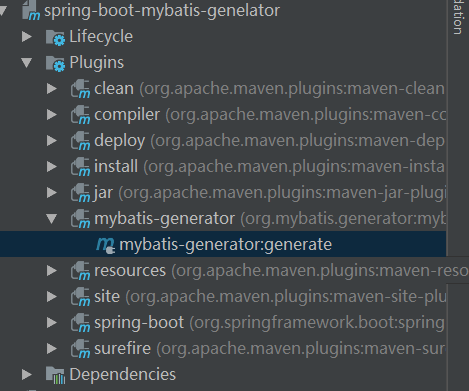 spring-boot-mybatis-genelator
Lifecycle
Plugins
clean (org.apache.maven.plugins:maven-clean
compiler (org.apache.maven.plugins:maven-co
deploy (org.apache.maven.plugins:maven-dep
install (org.apache.maven.plugins:maven-insta
jar (org.apache.maven.plugins:maven-jar-plugi
mybatis-generator (org.mybatis.generator:myb
mybatis-generator:generate
resources (org.apache.maven.plugins:maven-reso
site (org.apache.maven.plugins:maven-site-plu
spring-boot (org.springframework.boot:spring
surefire (org.apache.maven.plugins:maven-sur
Dependencies
dation